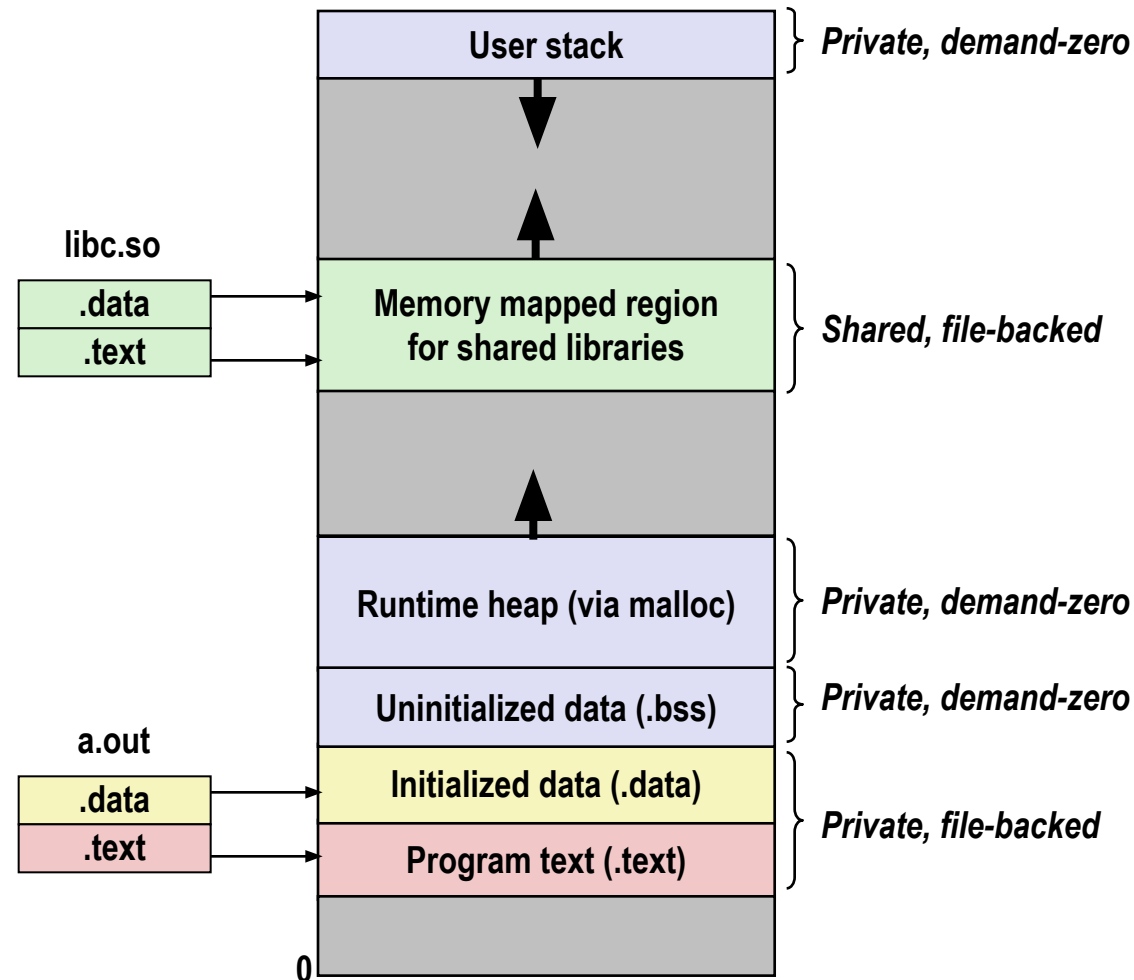 User stack
Private, demand-zero
libc.so
.data
.text
Memory mapped region
for shared libraries
Shared, file-backed
Runtime heap (via malloc)
Private, demand-zero
Uninitialized data (.bss)
Private, demand-zero
a.out
.data
.text
Initialized data (.data)
Program text (.text)
Private, file-backed
0